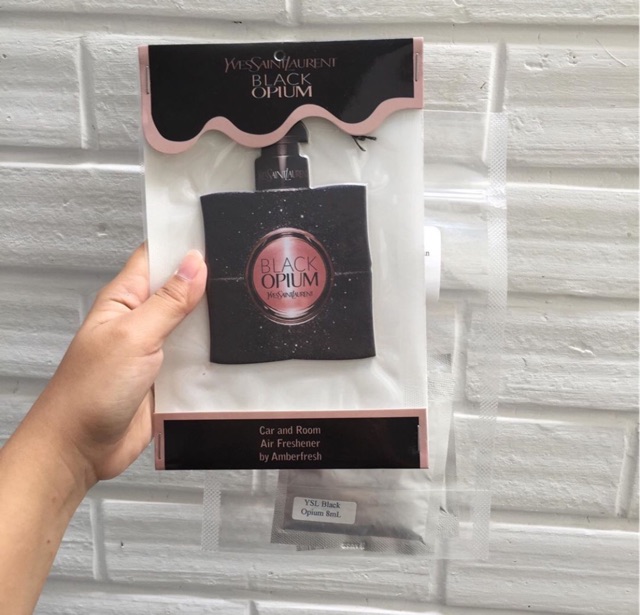 YVESSAINTLAURENT
BLACK
OPIUM
BLACK
OPIUM
YVESSAINTLAURENT
Car and Room
Air Freshener
by Amberfresh
YSL Black
Opium 8mL